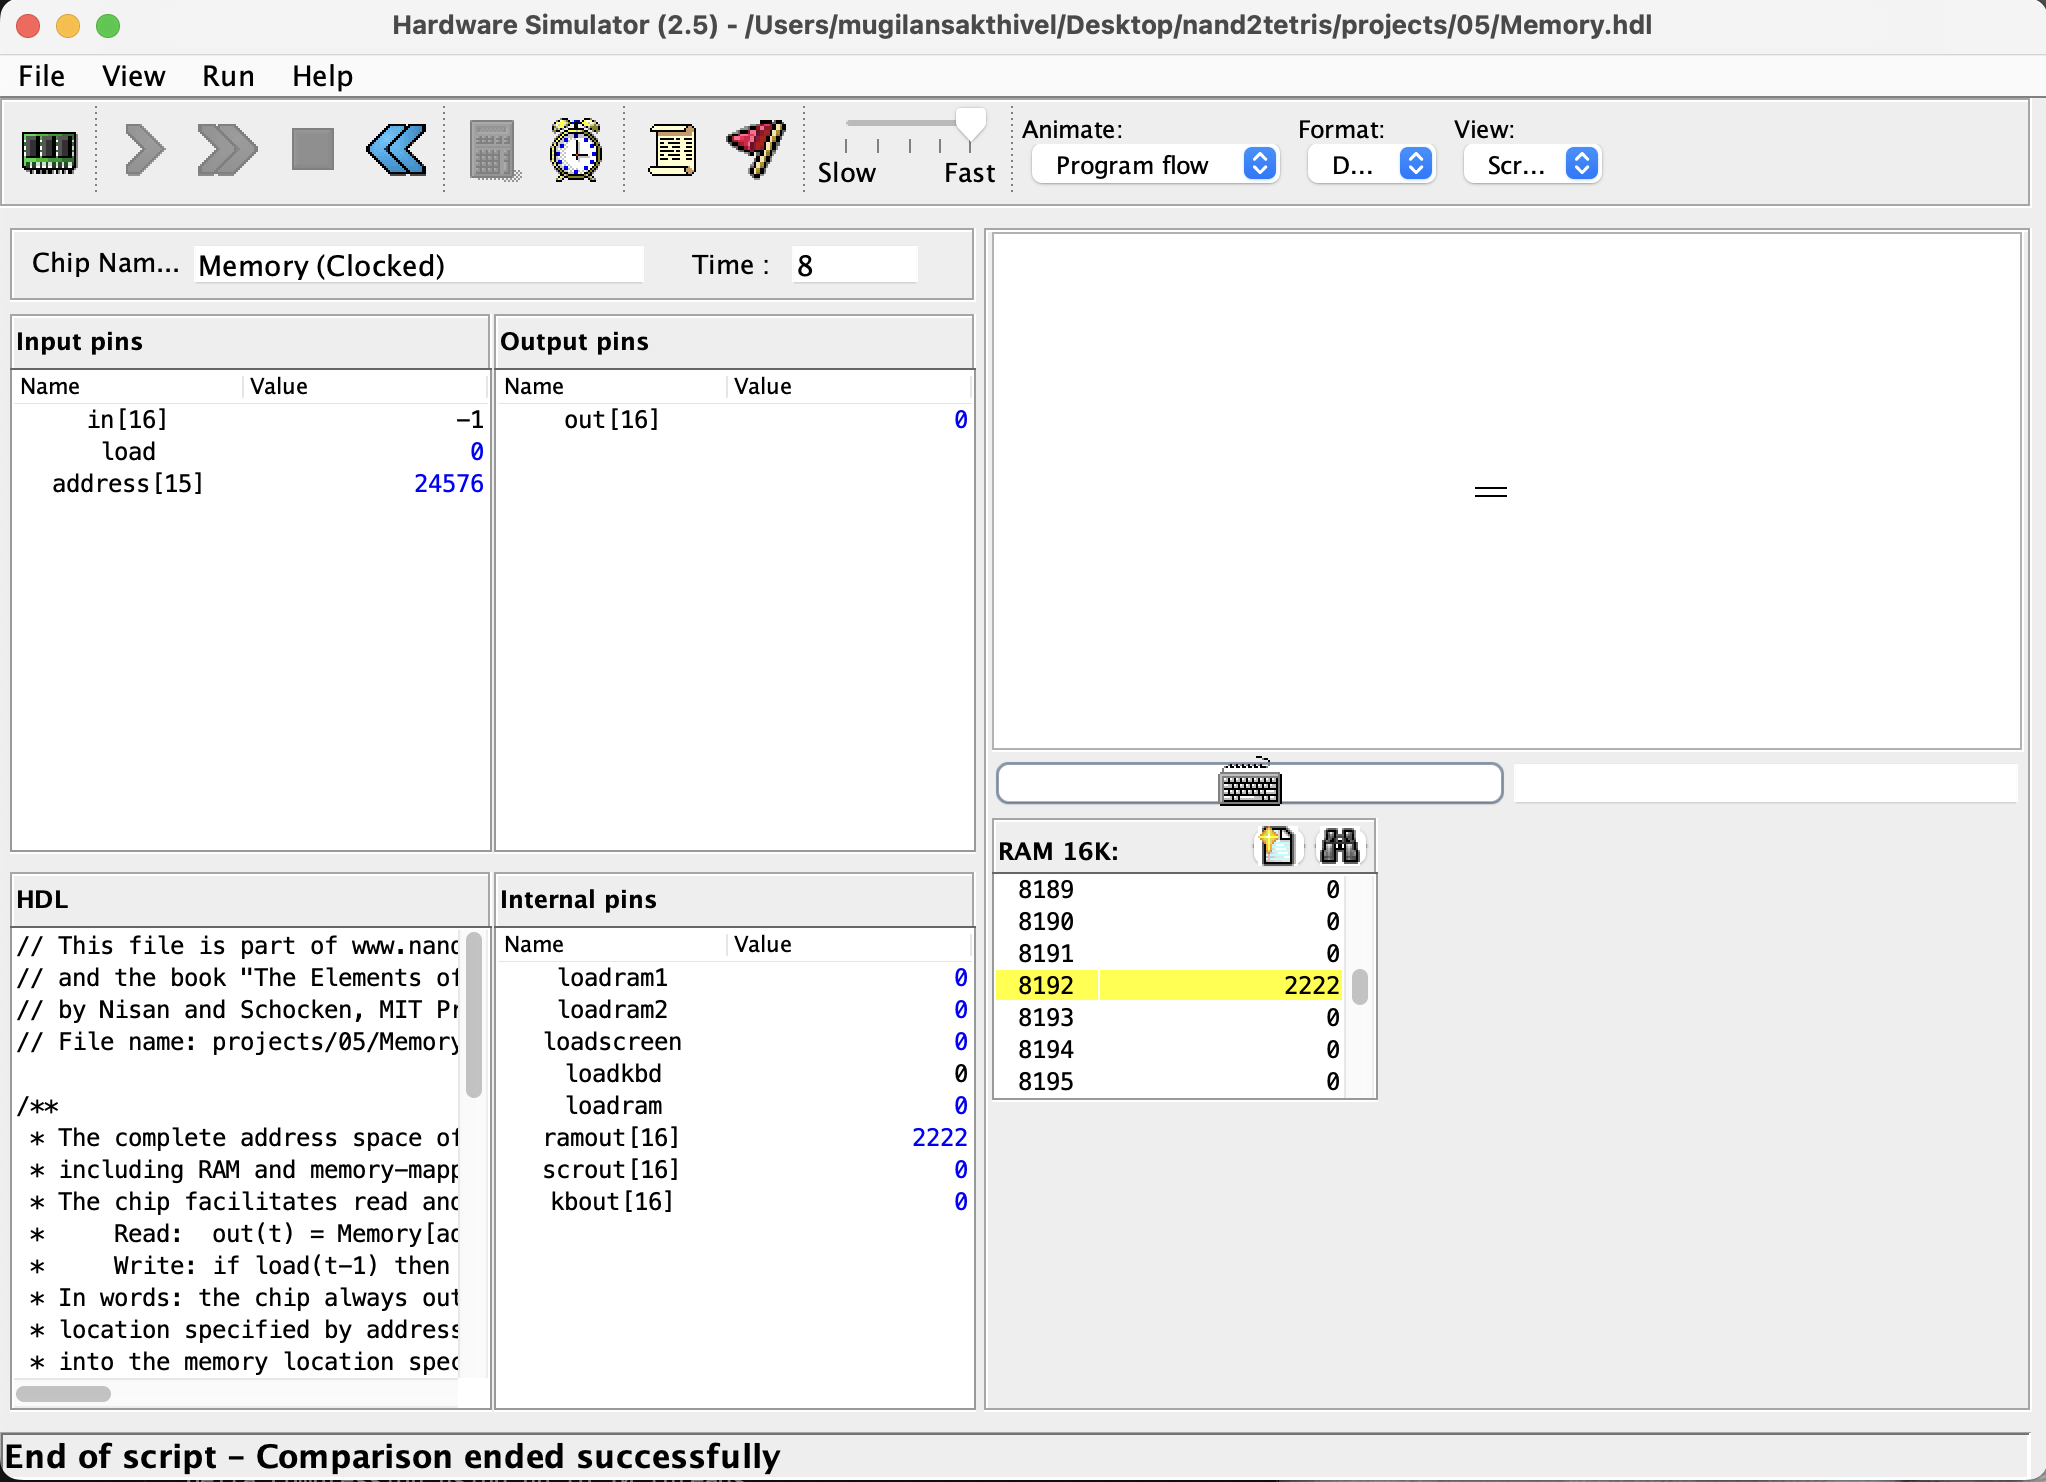 Hardware Simulator (2.5) - /Users/mugilansakthivel/Desktop/nand2tetris/projects/05/Memory.hdl
File View Run Help
Animate: Format: View:
Slow Fast Program flow D... Scr...
Chip Nam... Memory (Clocked) Time : 8
Input pins
Name Value
in[16] -1
load 0
address[15] 24576
Output pins
Name Value
out[16] 0
HDL
// This file is part of www.nand
// and the book "The Elements of
// by Nisan and Schocken, MIT Pr
// File name: projects/05/Memory
/**
* The complete address space of
* including RAM and memory-mapp
* The chip facilitates read and
* Read: out(t) = Memory[ad
* Write: if load(t-1) then
* In words: the chip always out
* location specified by address
* into the memory location spec
Internal pins
Name Value
loadram1 0
loadram2 0
loadscreen 0
loadkbd 0
loadram 0
ramout[16] 2222
scrout[16] 0
kbout[16] 0
RAM 16K:
8189 0
8190 0
8191 0
8192 2222
8193 0
8194 0
8195 0
End of script - Comparison ended successfully